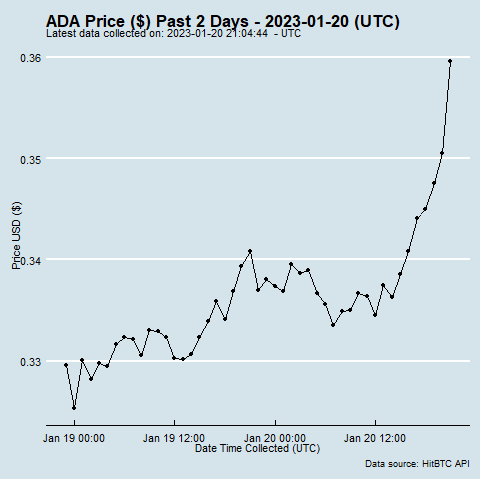 ADA Price ($) Past 2 Days - 2023-01-20 (UTC)
Latest data collected on: 2023-01-20 21:04:44 - UTC
0.36
0.35
0.34
0.33
Price USD ($)
Jan 19 00:00 Jan 19 12:00 Jan 20 00:00 Jan 20 12:00
Date Time Collected (UTC)
Data source: HitBTC API